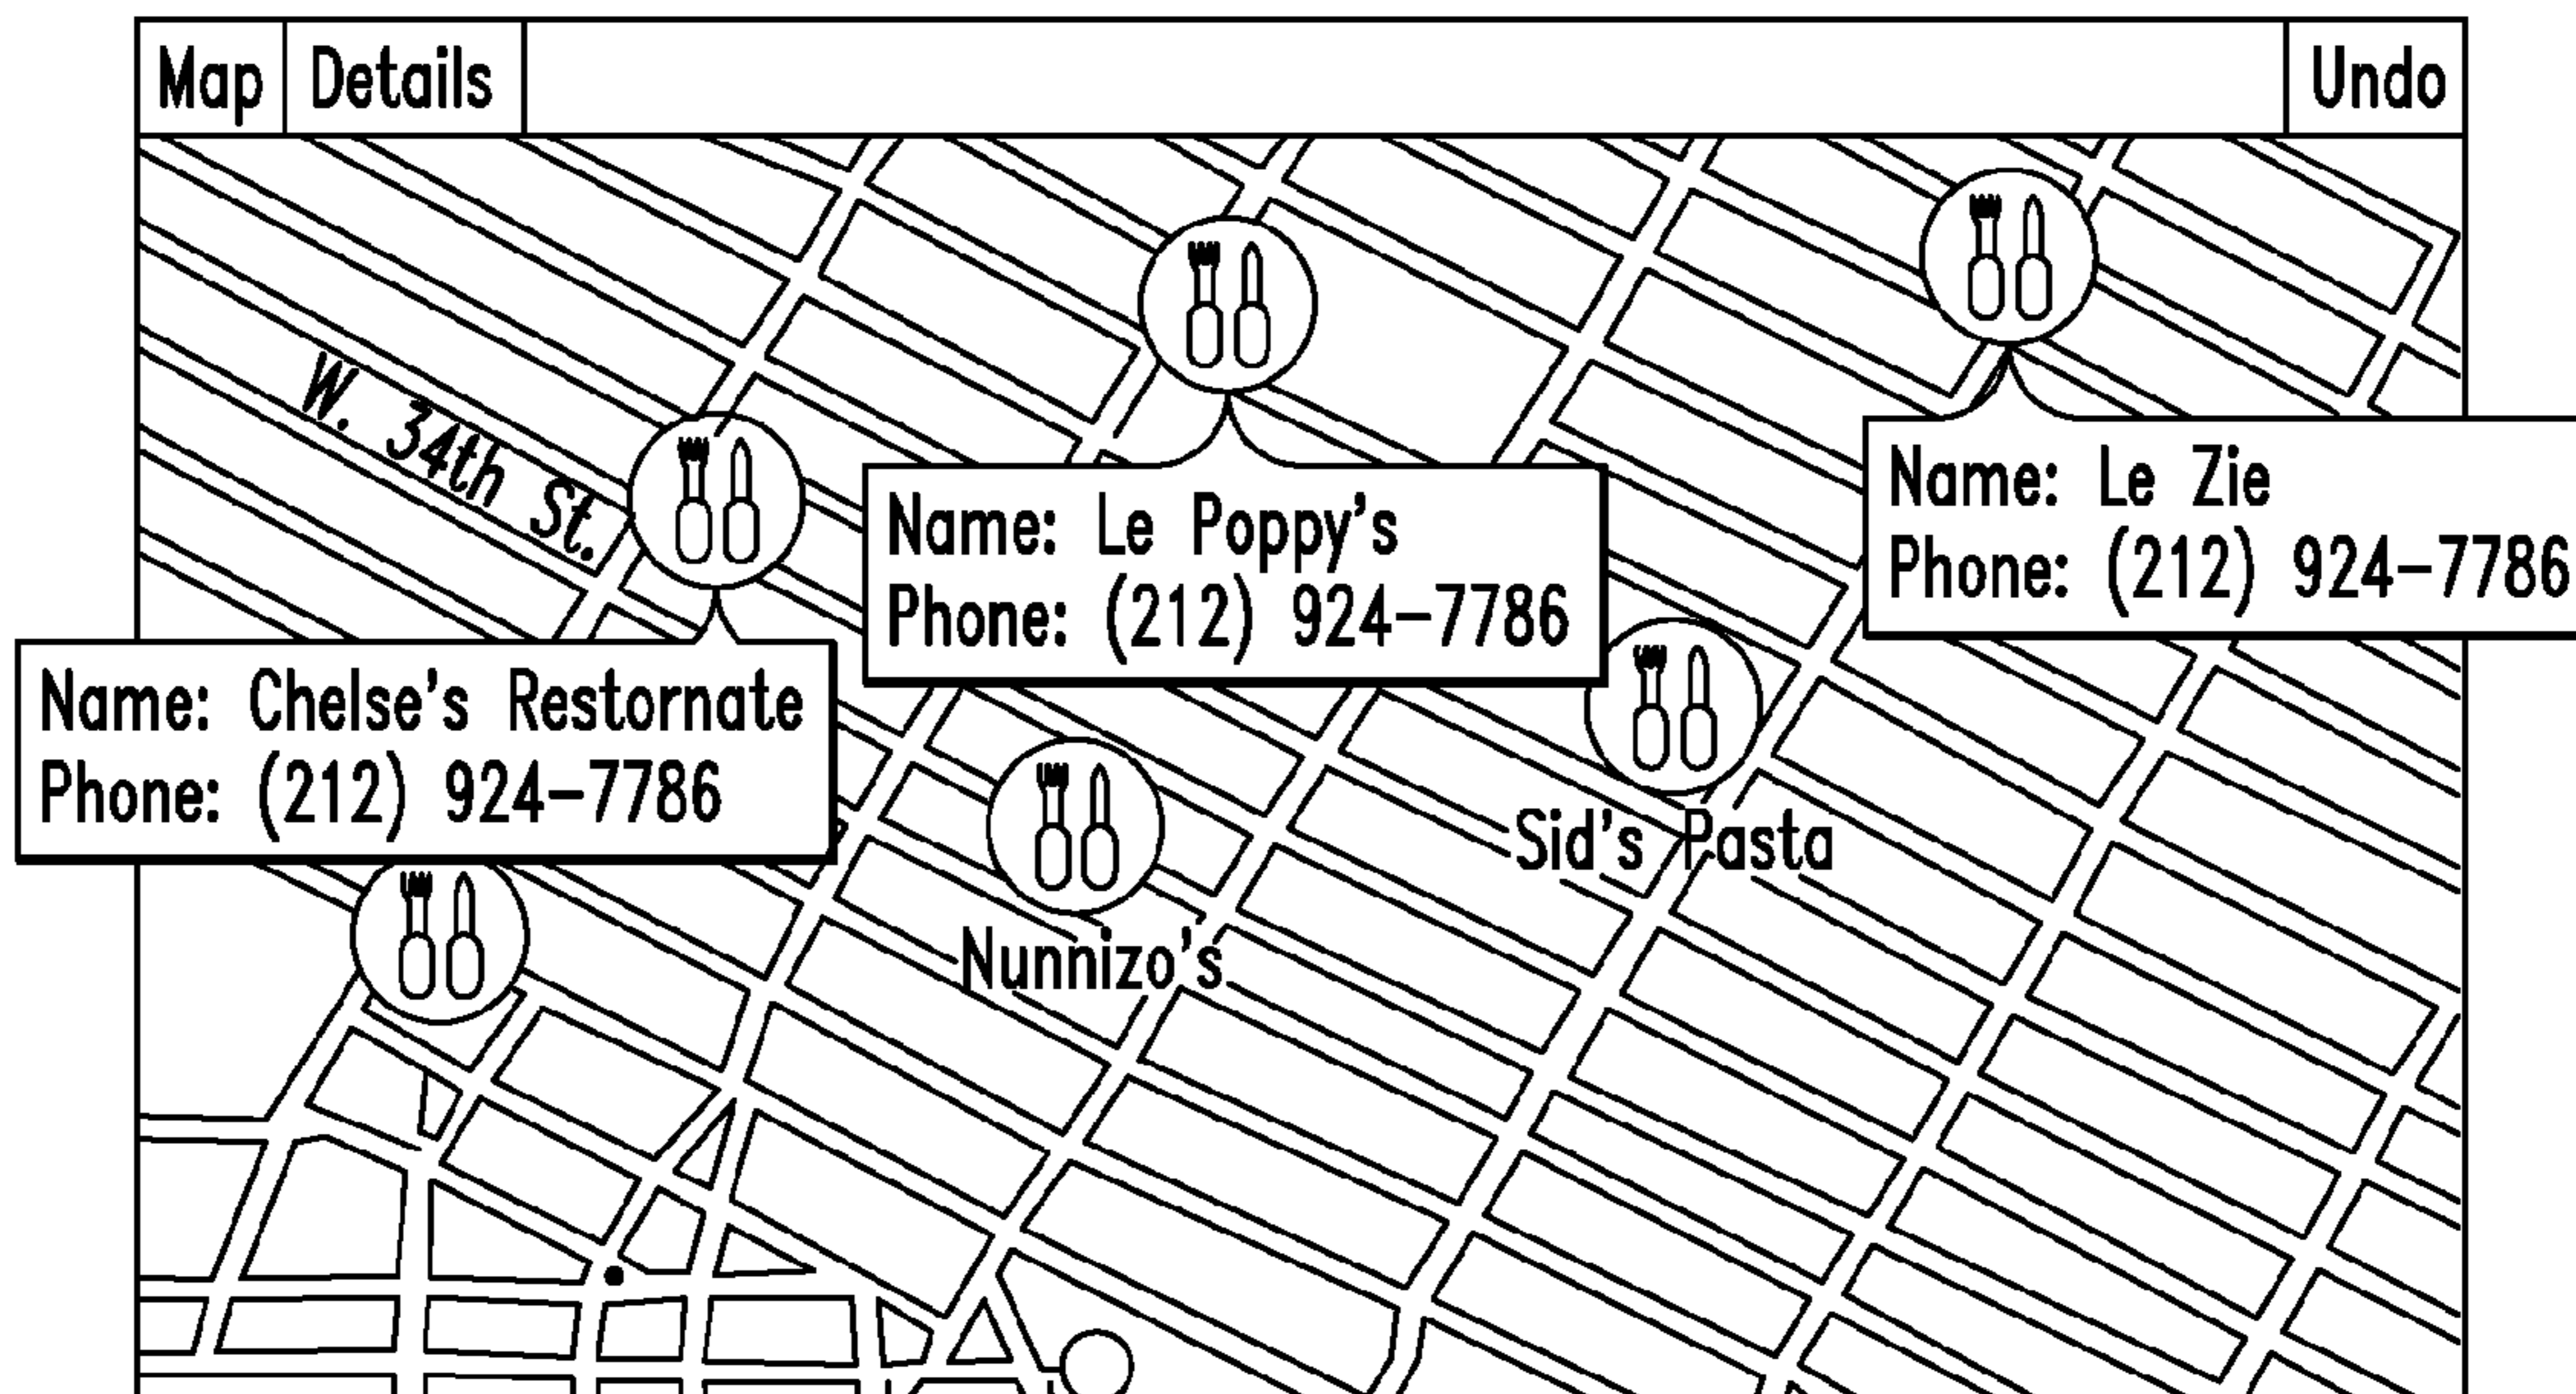 Map
Details
Undo
W. 34th St.
Name: Le Poppy's
Phone: (212) 924-7786
Name: Le Zie
Phone: (212) 924-7786
Name: Chelse's Restornate
Phone: (212) 924-7786
Sid's Pasta
Nunnizo's